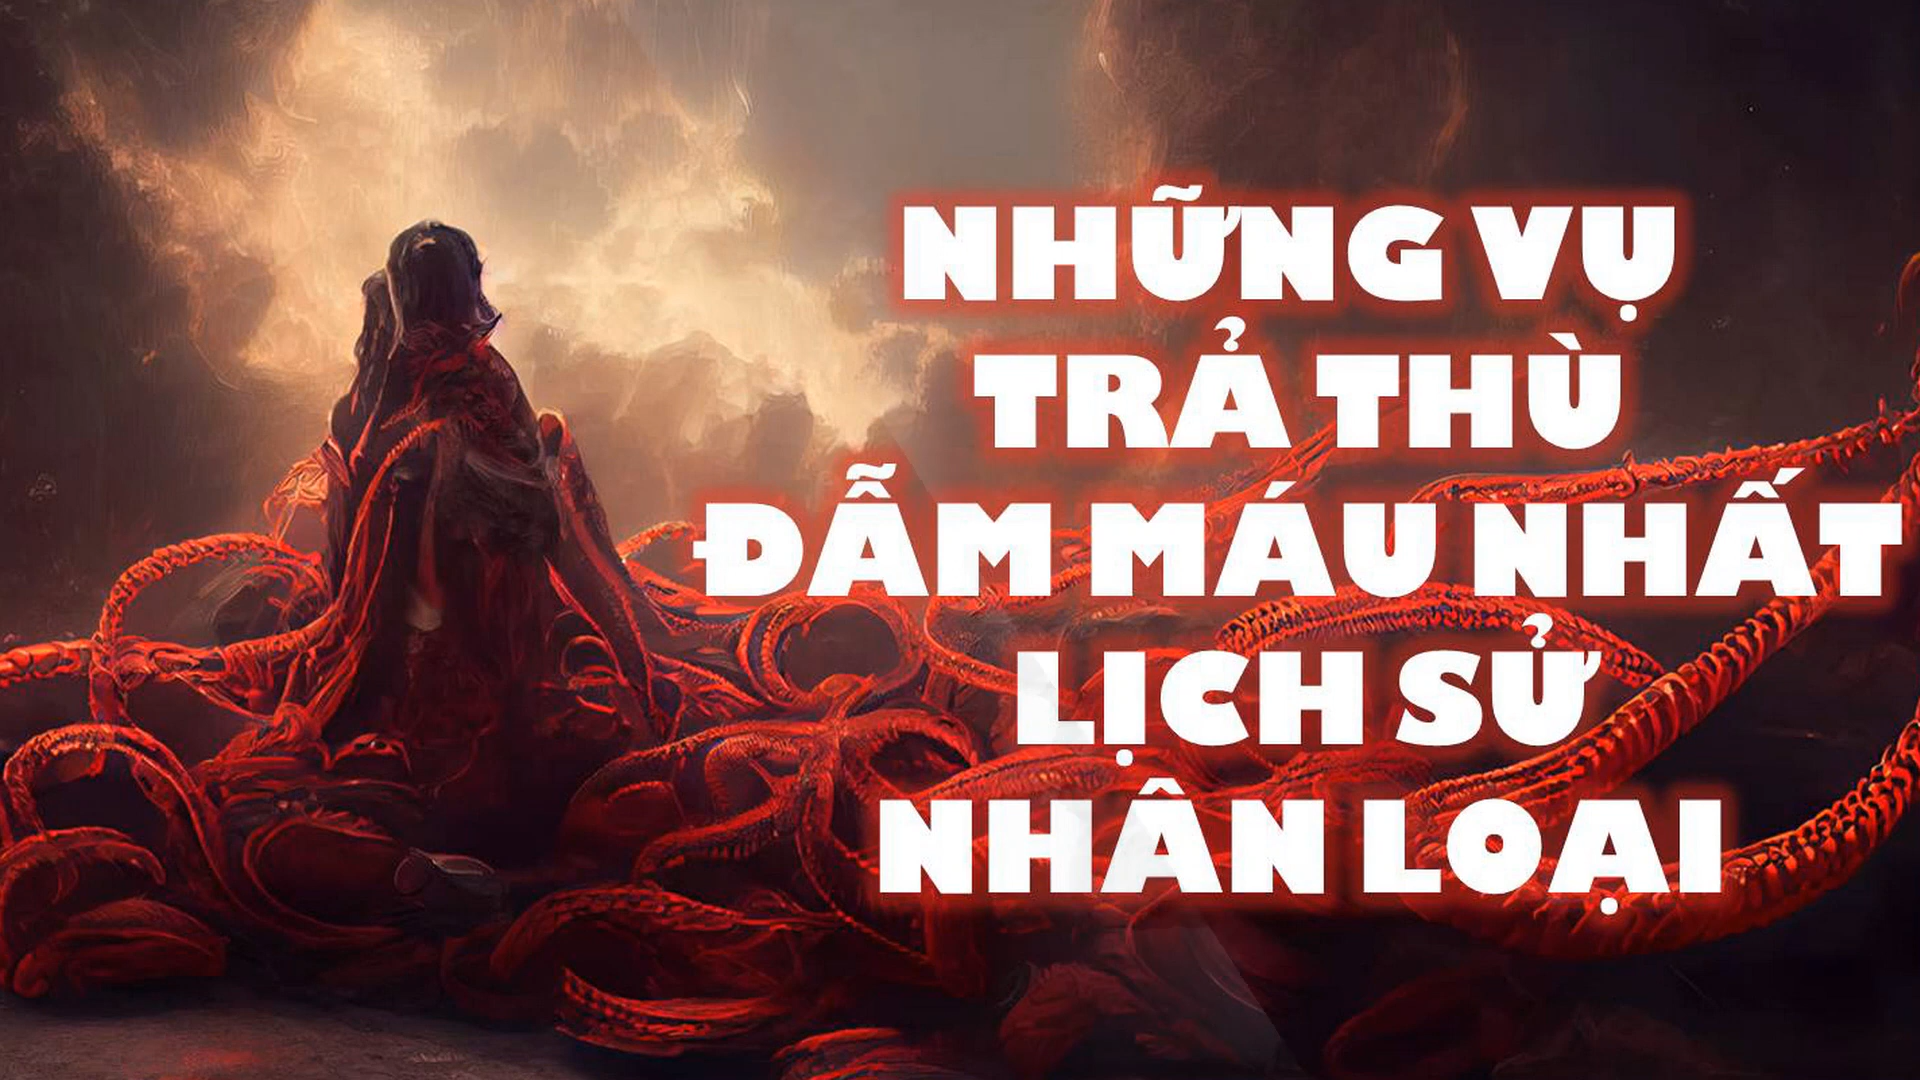 NHỮNG VỤ
TRẢ THÙ
ĐẪM MÁU NHẤT
LỊCH SỬ
NHÂN LOẠI